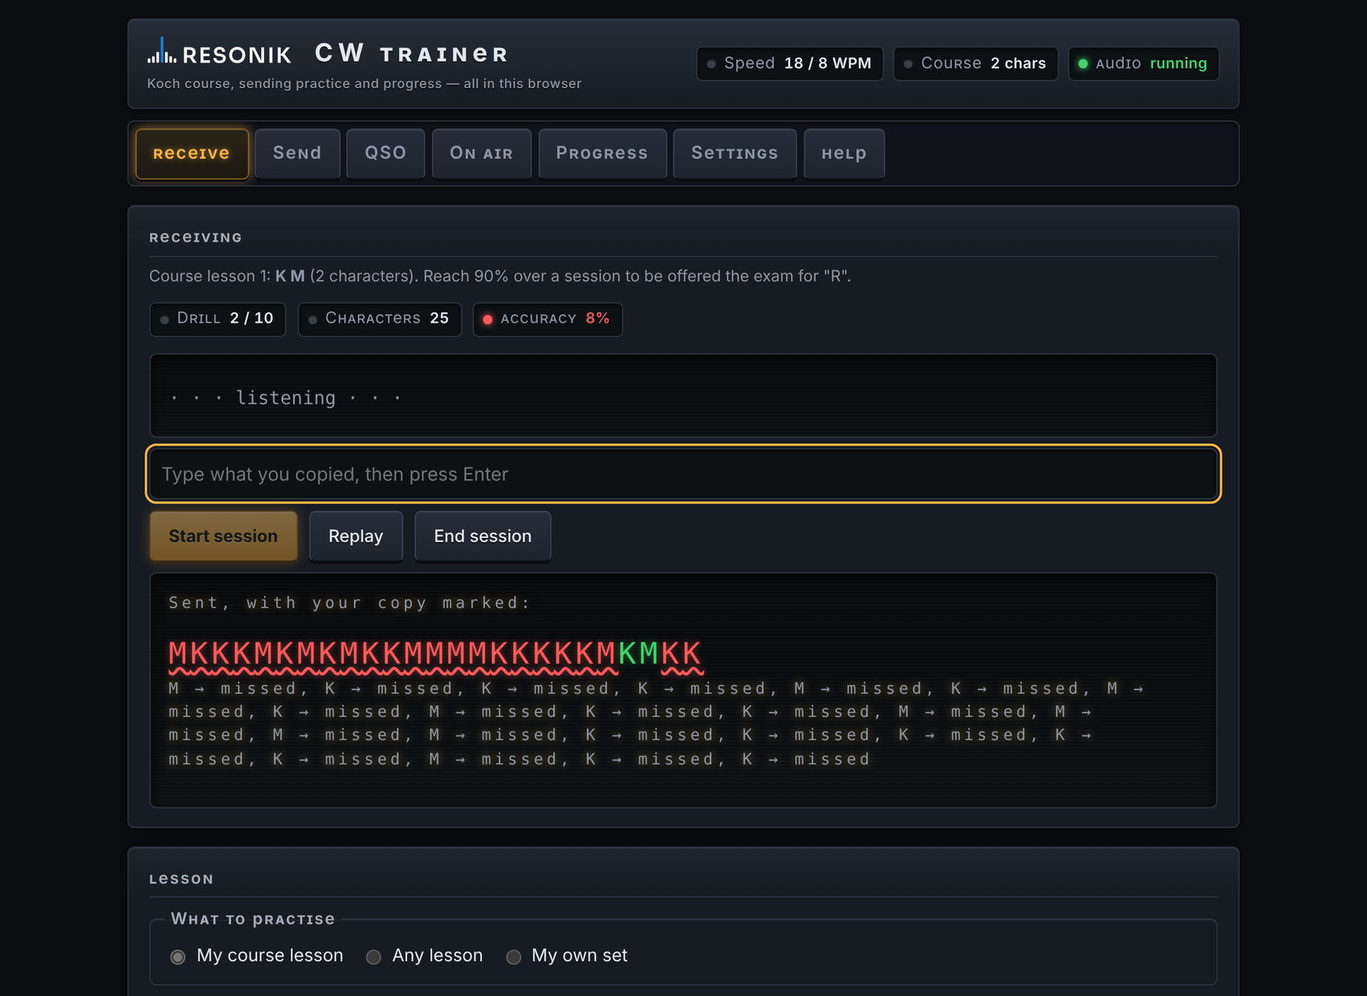 RESONIK CW TRAINER
Koch course, sending practice and progress — all in this browser
Speed 18 / 8 WPM
Course 2 chars
Audio running
Receive
Send
QSO
On air
Progress
Settings
Help
Receiving
Course lesson 1: K M (2 characters). Reach 90% over a session to be offered the exam for "R".
Drill 2 / 10
Characters 25
Accuracy 8%
· · · listening · · ·
Type what you copied, then press Enter
Start session
Replay
End session
Sent, with your copy marked:
MKKKMKMKMKKMMMMKKKKKMKMKK
M → missed, K → missed, K → missed, K → missed, M → missed, K → missed, M →
missed, K → missed, M → missed, K → missed, K → missed, M → missed, M →
missed, M → missed, M → missed, K → missed, K → missed, K → missed, K →
missed, K → missed, M → missed, K → missed, K → missed
Lesson
What to practise
My course lesson
Any lesson
My own set